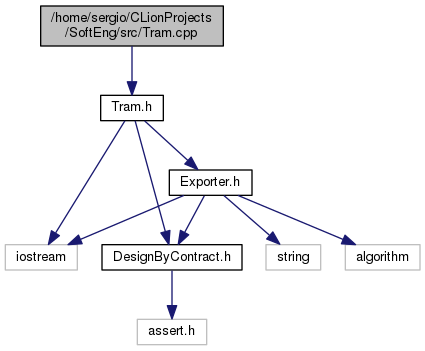 /home/sergio/CLionProjects
/SoftEng/src/Tram.cpp
Tram.h
Exporter.h
iostream
DesignByContract.h
string
algorithm
assert.h